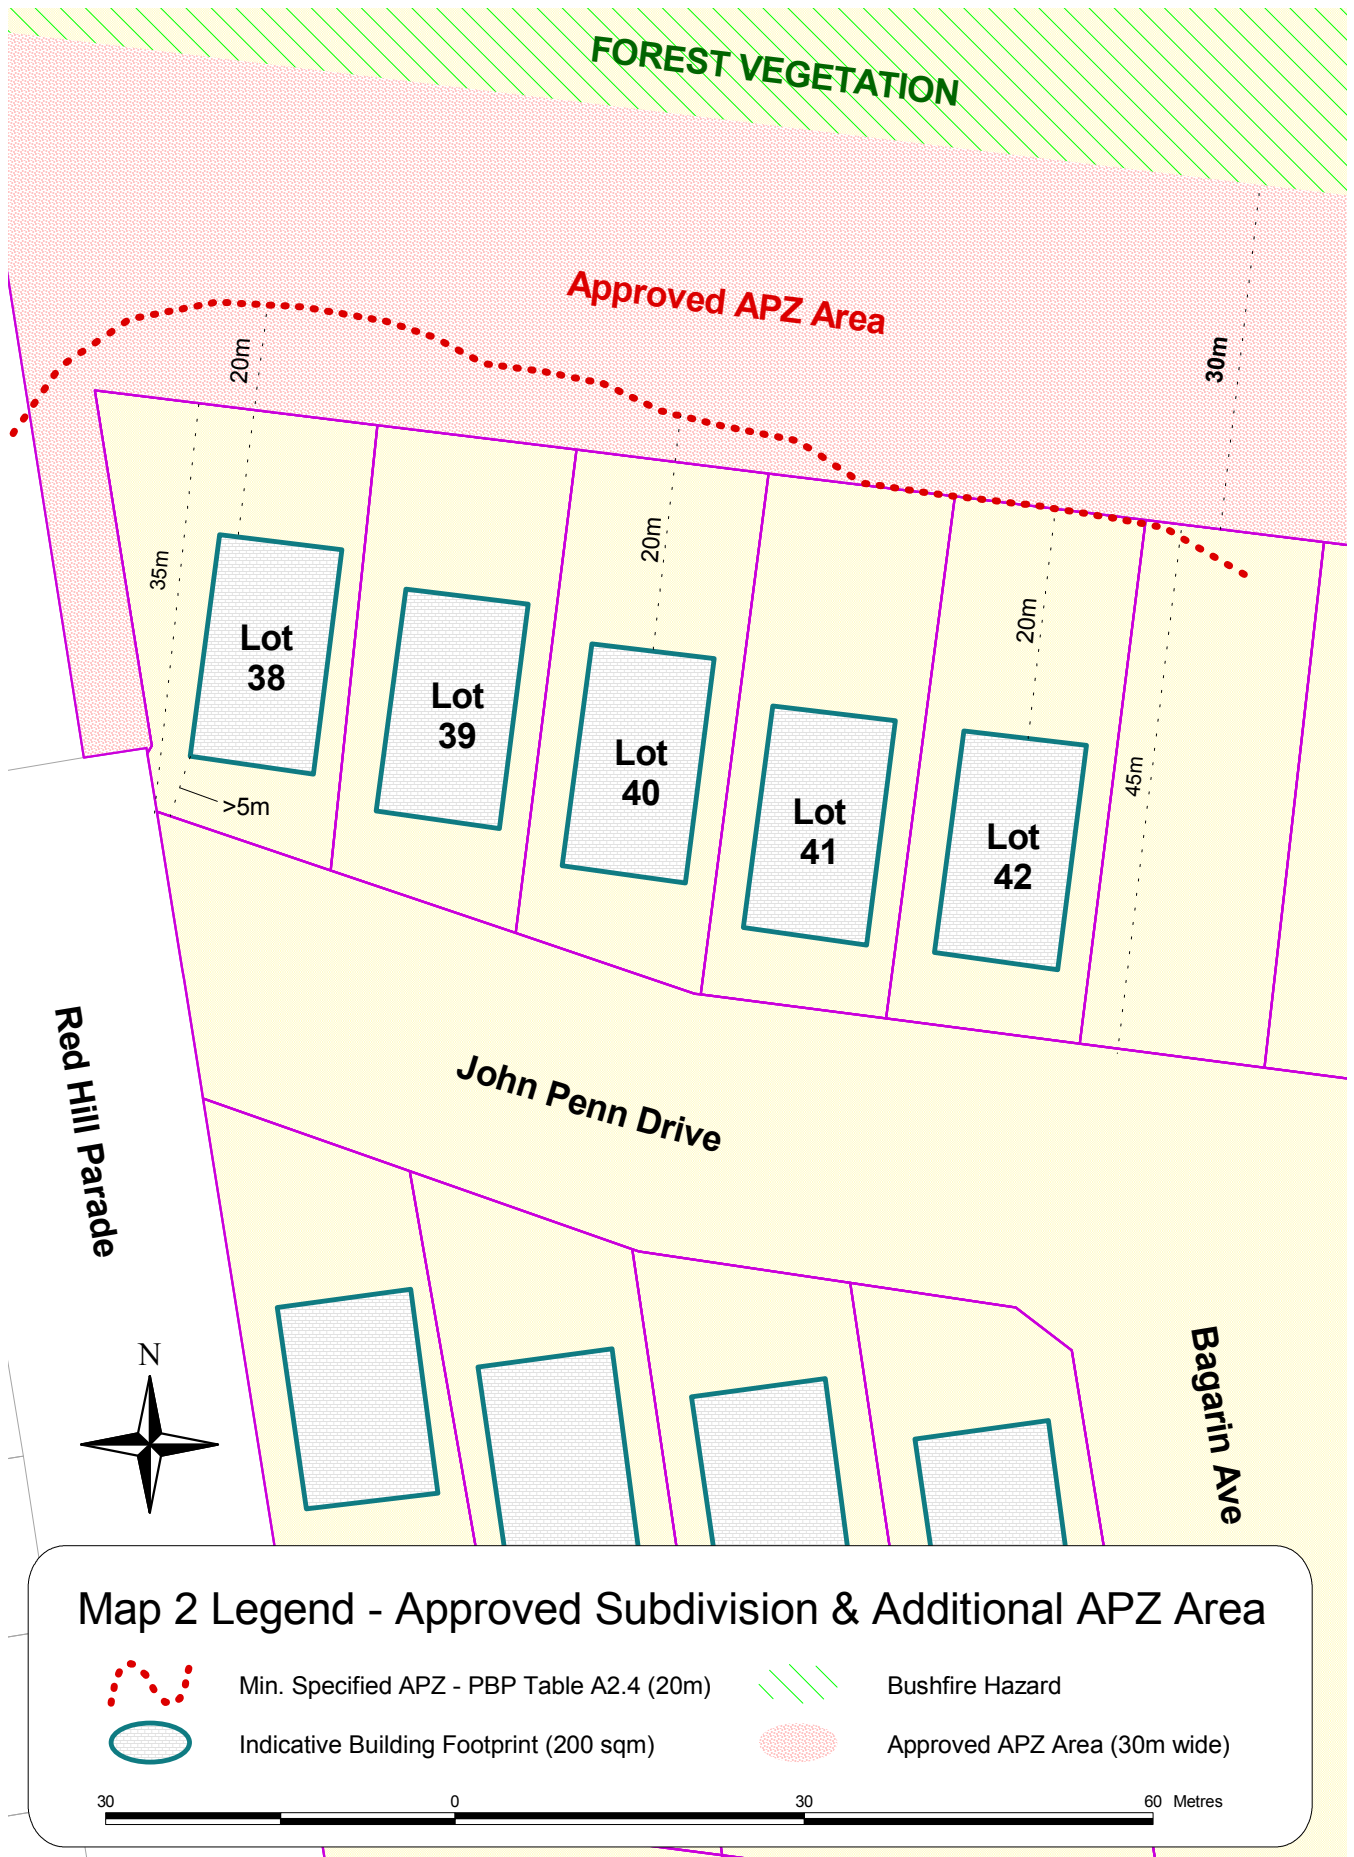 FOREST VEGETATION
Approved APZ Area
20m
30m
20m
35m
20m
45m
Lot
38
Lot
39
Lot
40
Lot
41
Lot
42
>5m
Red Hill Parade
John Penn Drive
Bagarin Ave
N
Map 2 Legend - Approved Subdivision & Additional APZ Area
Min. Specified APZ - PBP Table A2.4 (20m)
Bushfire Hazard
Indicative Building Footprint (200 sqm)
Approved APZ Area (30m wide)
30 0 30 60 Metres